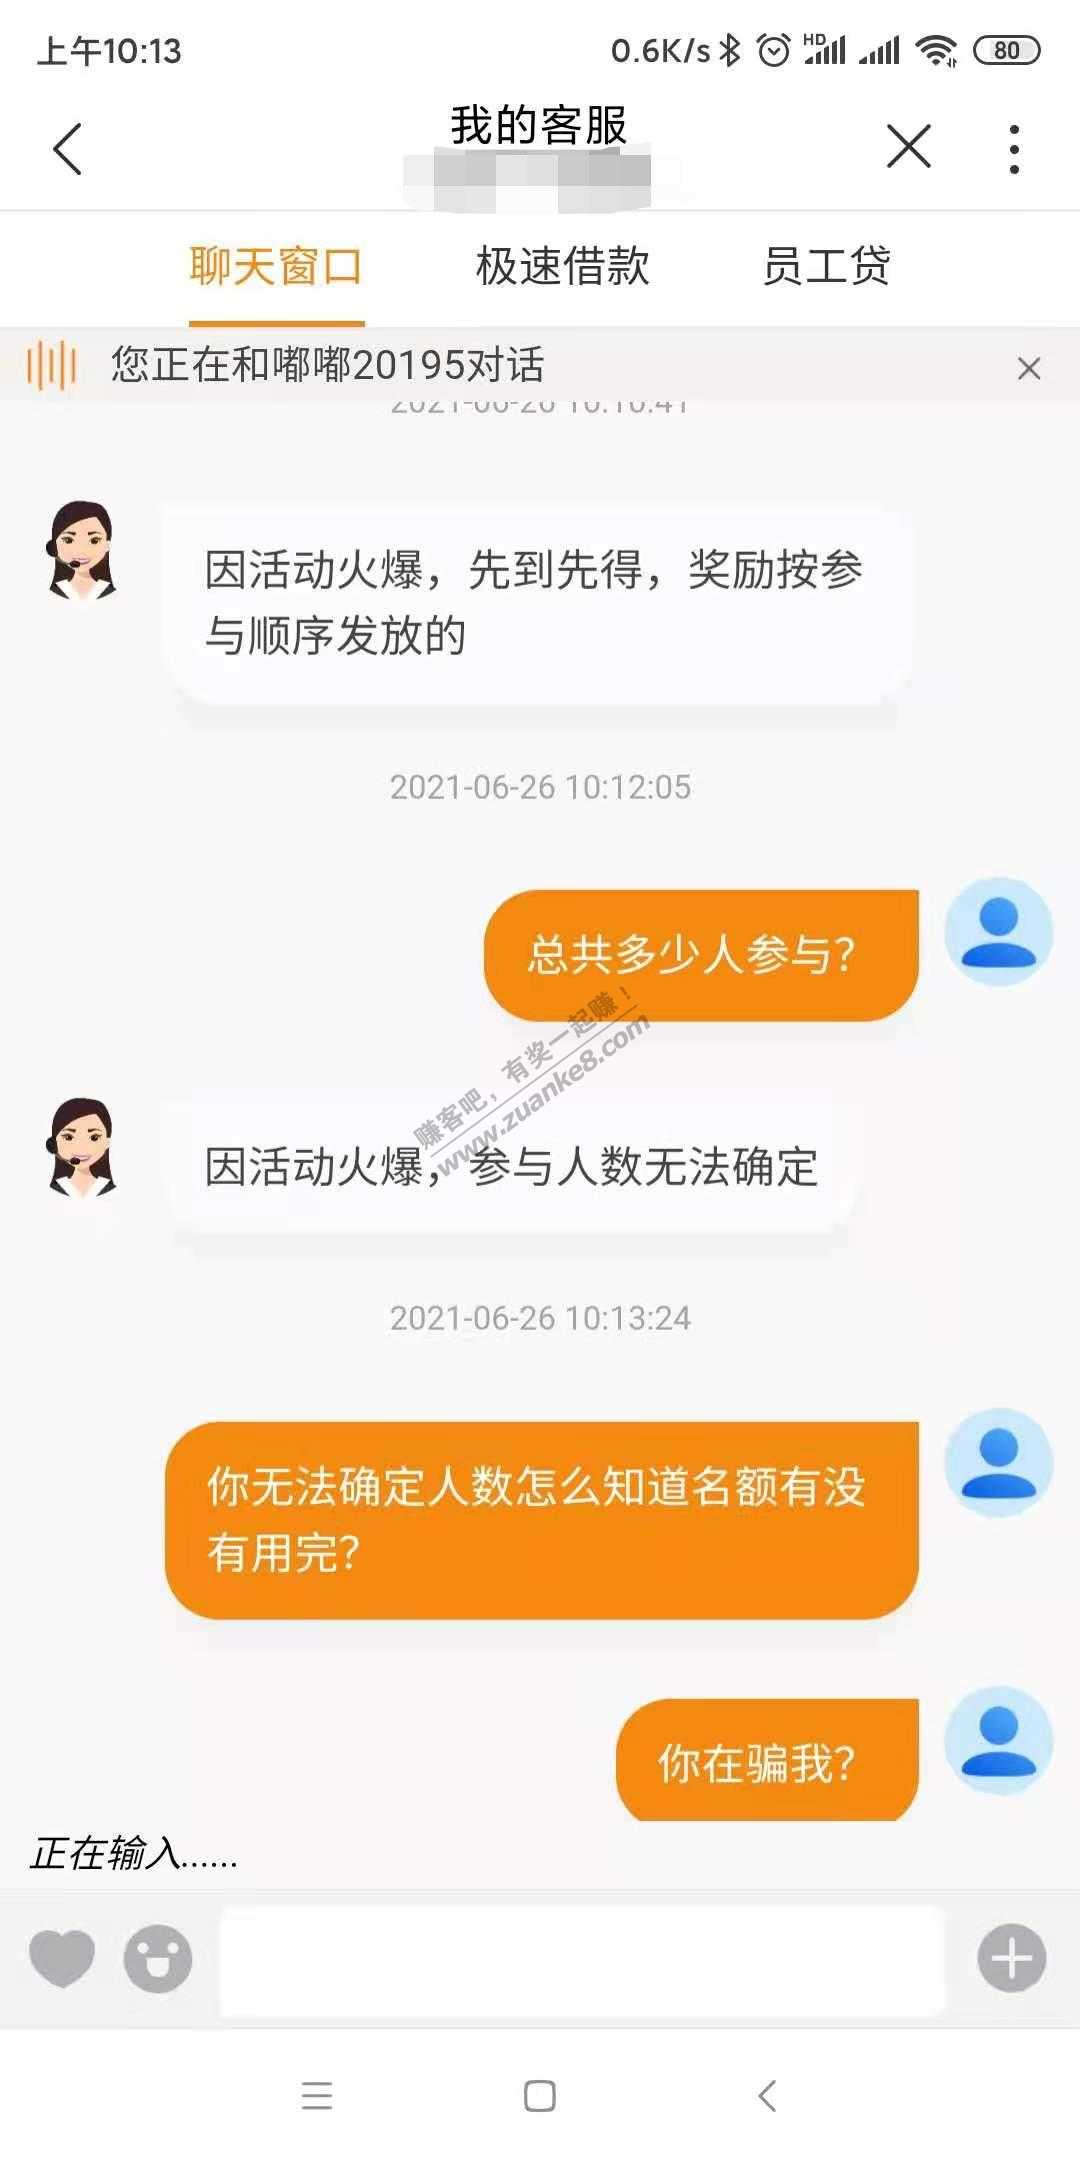 上午10:13
0.6K/s HD 80
我的客服
聊天窗口 极速借款 员工贷
您正在和嘟嘟20195对话
因活动火爆，先到先得，奖励按参
与顺序发放的
2021-06-26 10:12:05
总共多少人参与？
赚客吧，有奖一起赚！
www.zuanke8.com
因活动火爆，参与人数无法确定
2021-06-26 10:13:24
你无法确定人数怎么知道名额有没
有用完？
你在骗我？
正在输入......